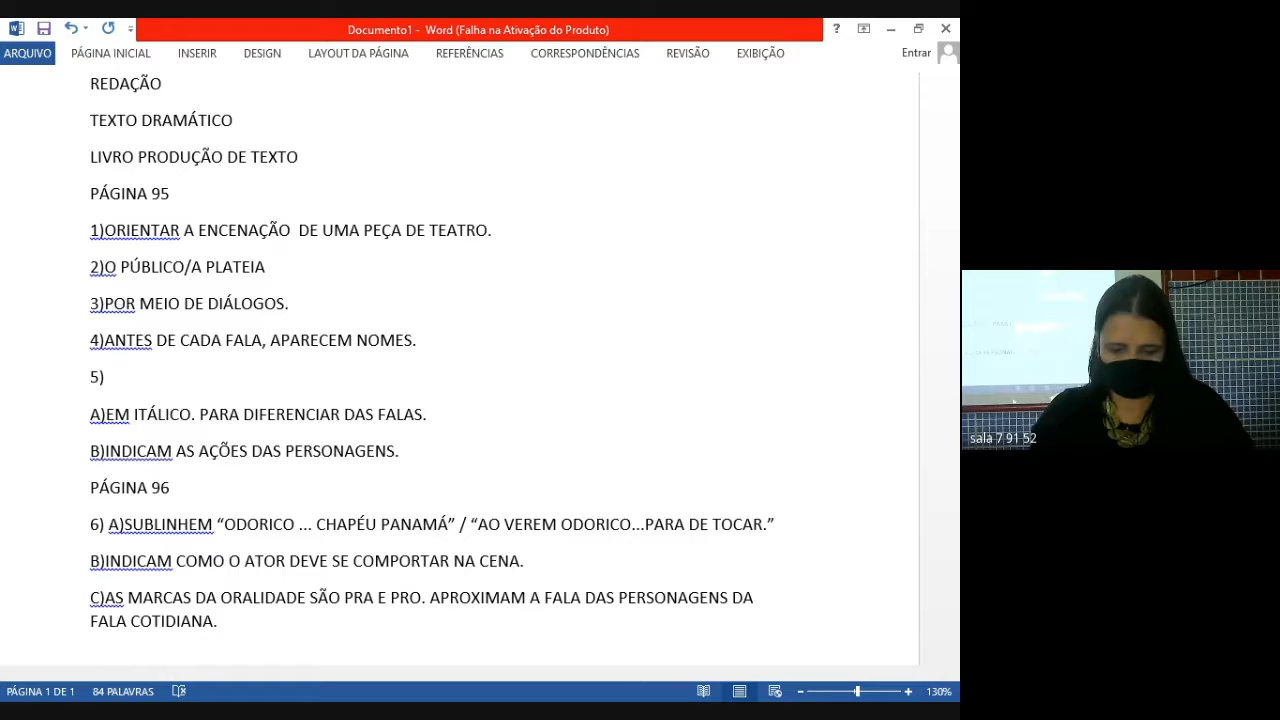 Documento1 - Word (Falha na Ativação do Produto)
?
ARQUIVO PÁGINA INICIAL INSERIR DESIGN LAYOUT DA PÁGINA REFERÊNCIAS CORRESPONDÊNCIAS REVISÃO EXIBIÇÃO Entrar
REDAÇÃO
TEXTO DRAMÁTICO
LIVRO PRODUÇÃO DE TEXTO
PÁGINA 95
1)ORIENTAR A ENCENAÇÃO  DE UMA PEÇA DE TEATRO.
2)O PÚBLICO/A PLATEIA
3)POR MEIO DE DIÁLOGOS.
4)ANTES DE CADA FALA, APARECEM NOMES.
5)
A)EM ITÁLICO. PARA DIFERENCIAR DAS FALAS.
B)INDICAM AS AÇÕES DAS PERSONAGENS.
PÁGINA 96
6) A)SUBLINHEM “ODORICO ... CHAPÉU PANAMÁ” / “AO VEREM ODORICO...PARA DE TOCAR.”
B)INDICAM COMO O ATOR DEVE SE COMPORTAR NA CENA.
C)AS MARCAS DA ORALIDADE SÃO PRA E PRO. APROXIMAM A FALA DAS PERSONAGENS DA
FALA COTIDIANA.
sala 7 91 52
PÁGINA 1 DE 1 84 PALAVRAS 130%